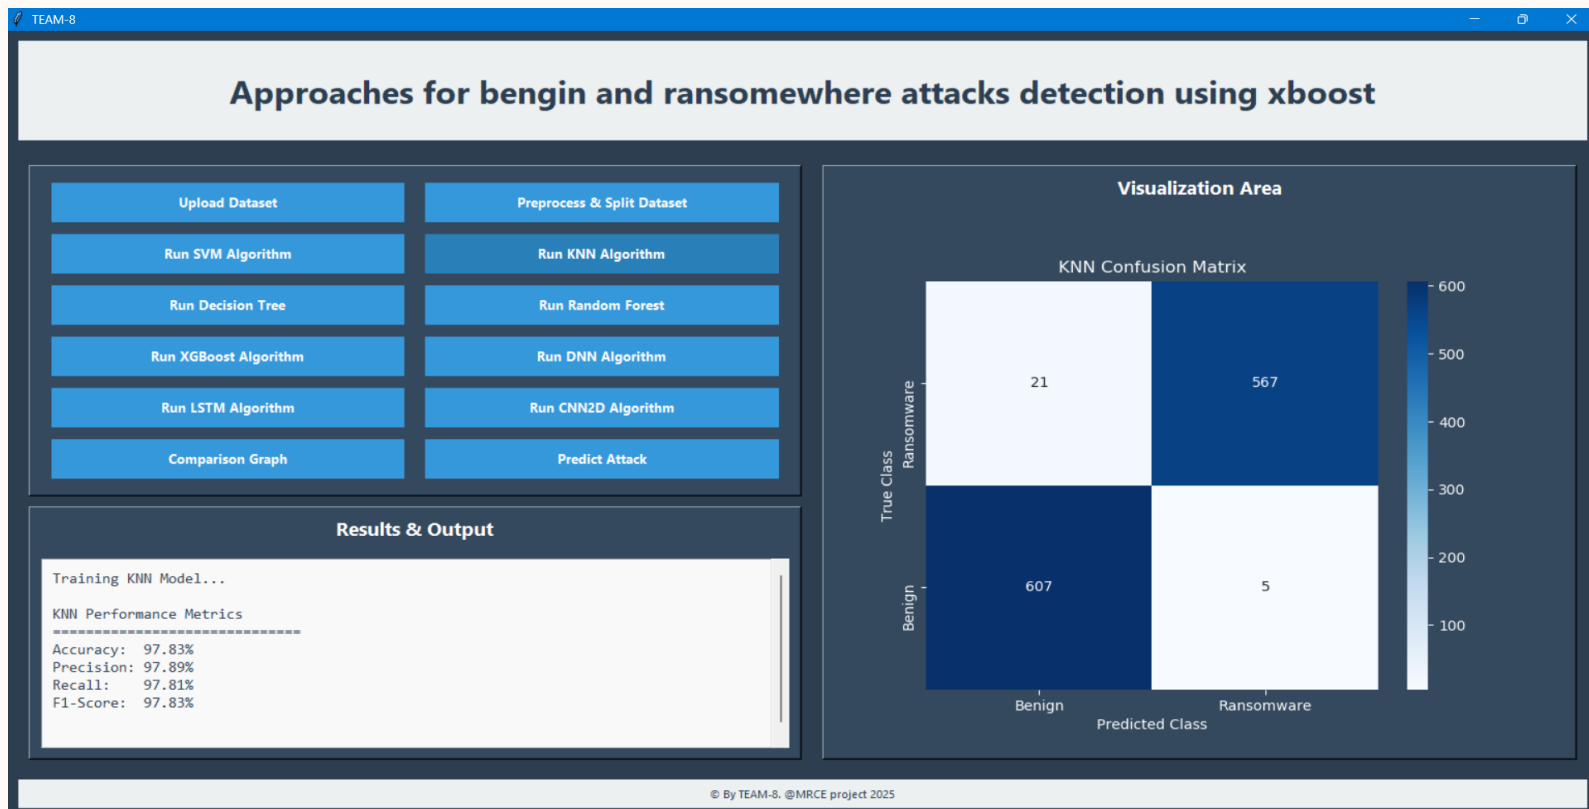 TEAM-8
Approaches for bengin and ransomewhere attacks detection using xboost
Upload Dataset
Preprocess & Split Dataset
Run SVM Algorithm
Run KNN Algorithm
Run Decision Tree
Run Random Forest
Run XGBoost Algorithm
Run DNN Algorithm
Run LSTM Algorithm
Run CNN2D Algorithm
Comparison Graph
Predict Attack
Results & Output
Training KNN Model...
KNN Performance Metrics
==============================
Accuracy: 97.83%
Precision: 97.89%
Recall: 97.81%
F1-Score: 97.83%
Visualization Area
KNN Confusion Matrix
True Class
Ransomware
21
567
Benign
607
5
Benign
Ransomware
Predicted Class
600
500
400
300
200
100
© By TEAM-8. @MRCE project 2025